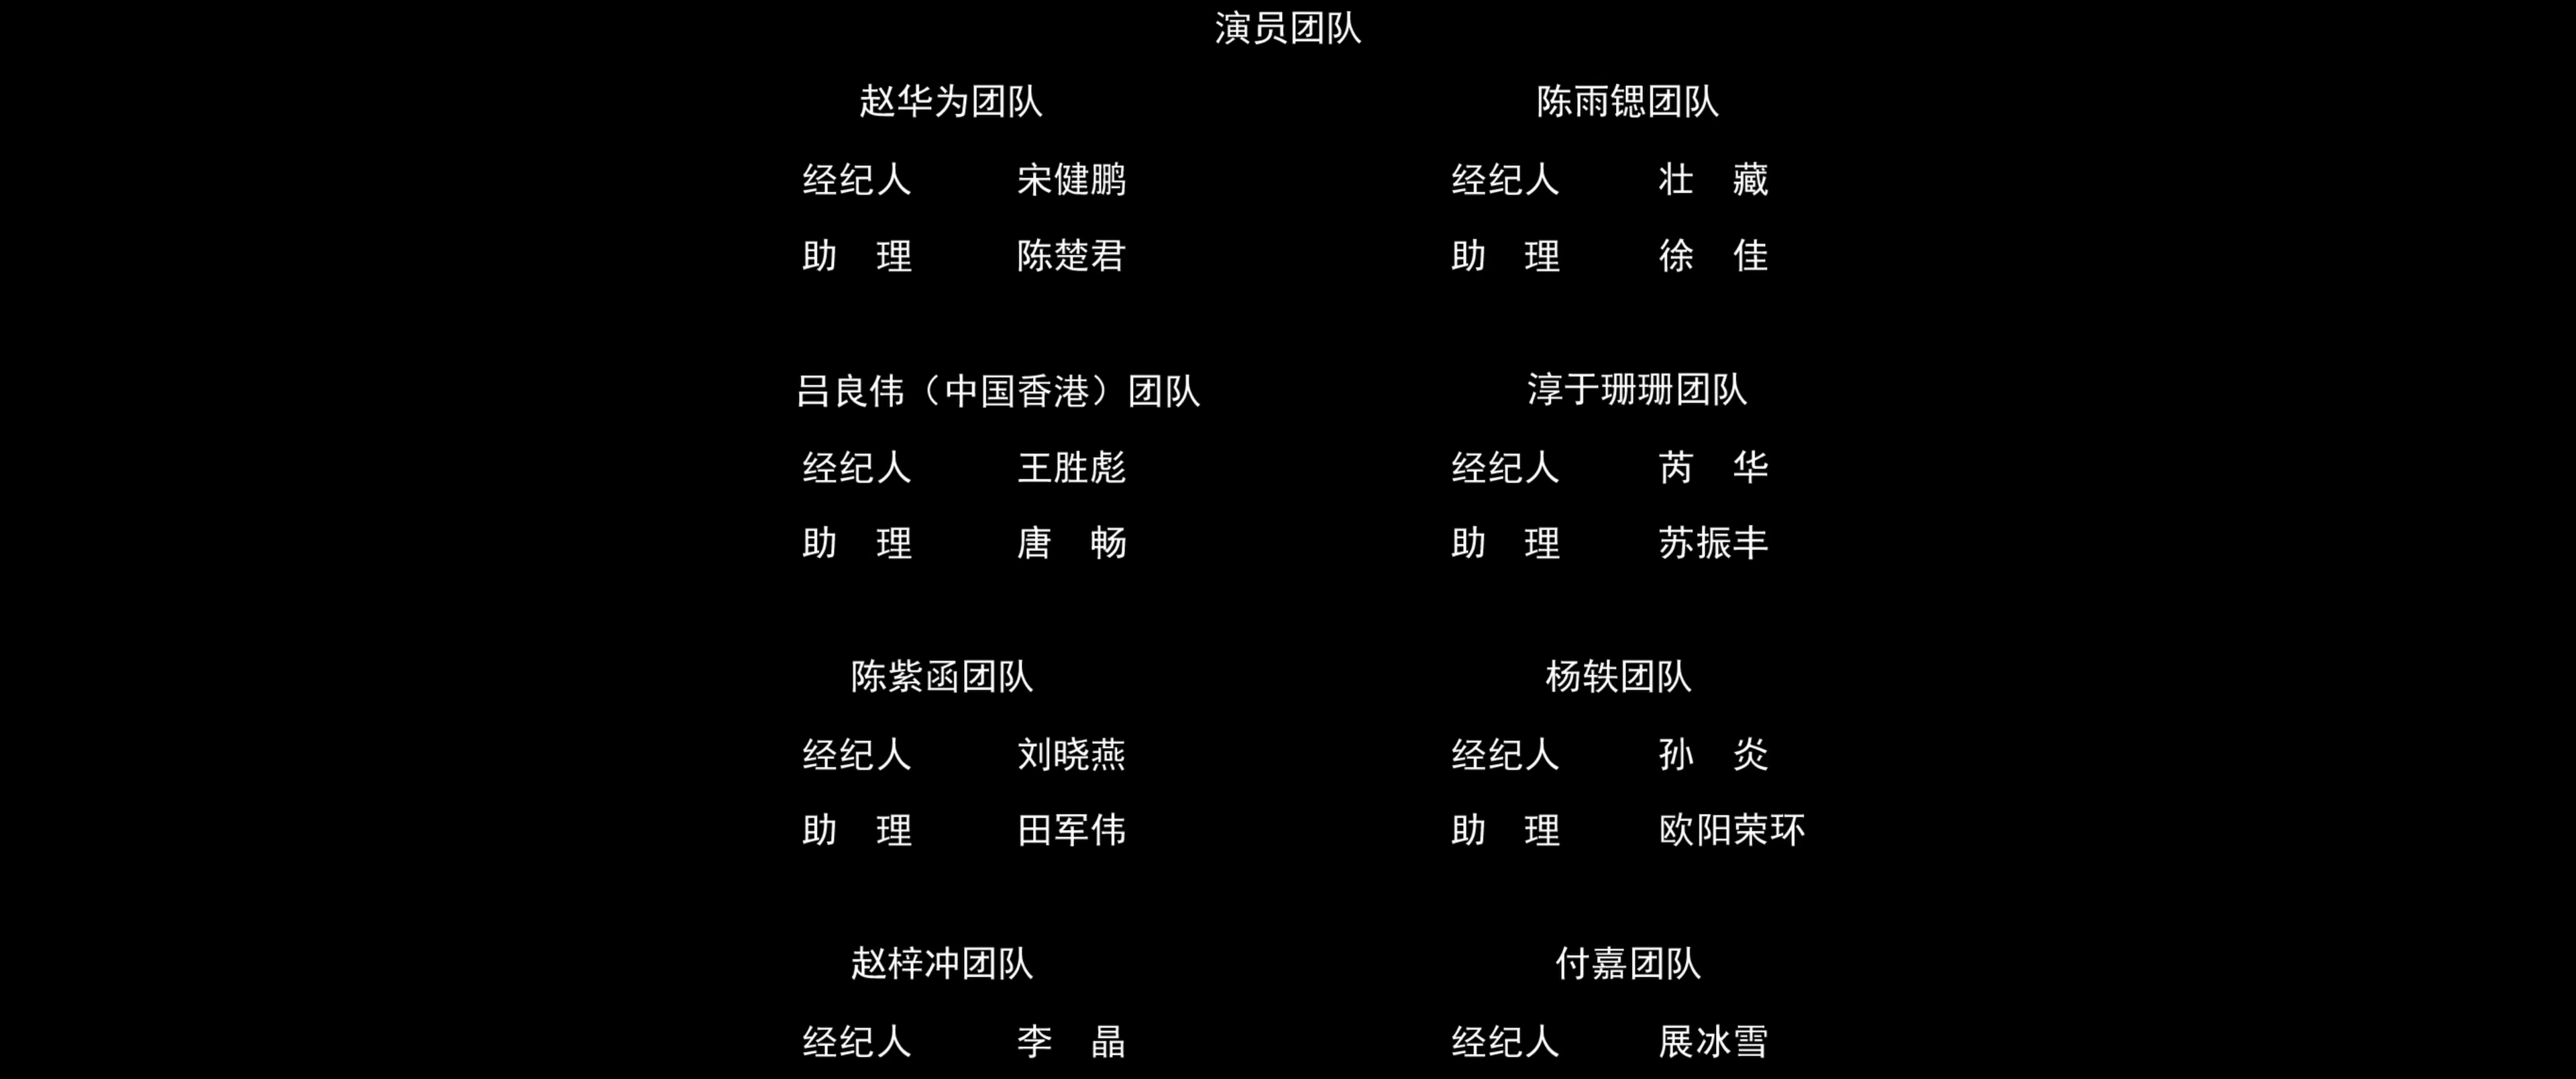 演员团队
赵华为团队 陈雨锶团队
经纪人 宋健鹏 经纪人 壮 藏
助 理 陈楚君 助 理 徐 佳
吕良伟（中国香港）团队 淳于珊珊团队
经纪人 王胜彪 经纪人 芮 华
助 理 唐 畅 助 理 苏振丰
陈紫函团队 杨轶团队
经纪人 刘晓燕 经纪人 孙 炎
助 理 田军伟 助 理 欧阳荣环
赵梓冲团队 付嘉团队
经纪人 李 晶 经纪人 展冰雪